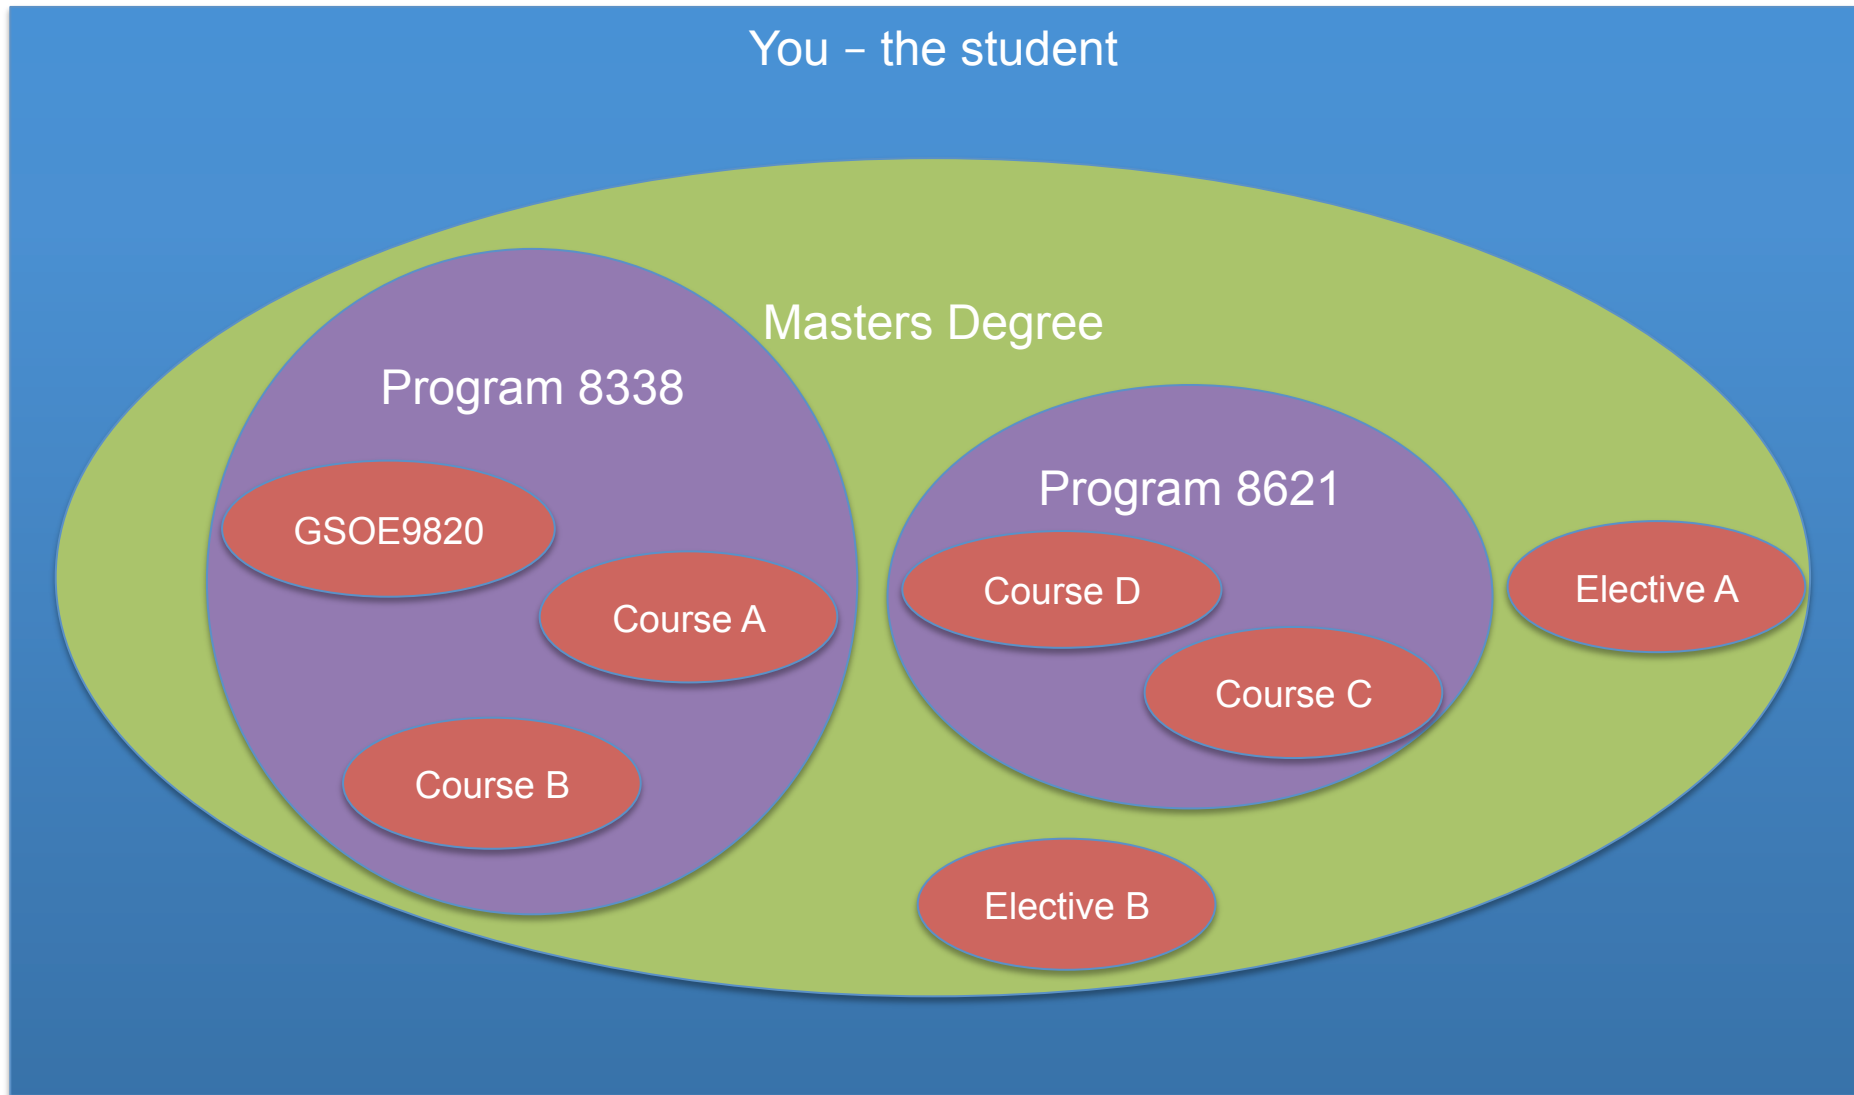 You – the student
Masters Degree
Program 8338
GSOE9820
Course A
Course B
Program 8621
Course D
Course C
Elective A
Elective B